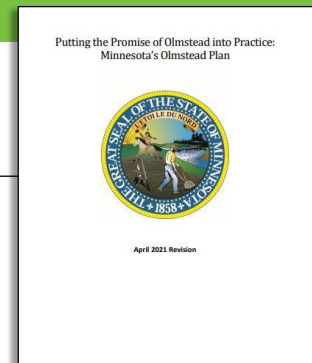 Putting the Promise of Olmstead into Practice:
Minnesota's Olmstead Plan
THE GREAT SEAL OF THE STATE OF MINNESOTA
L'ETOILE DU NORD
1858
April 2021 Revision